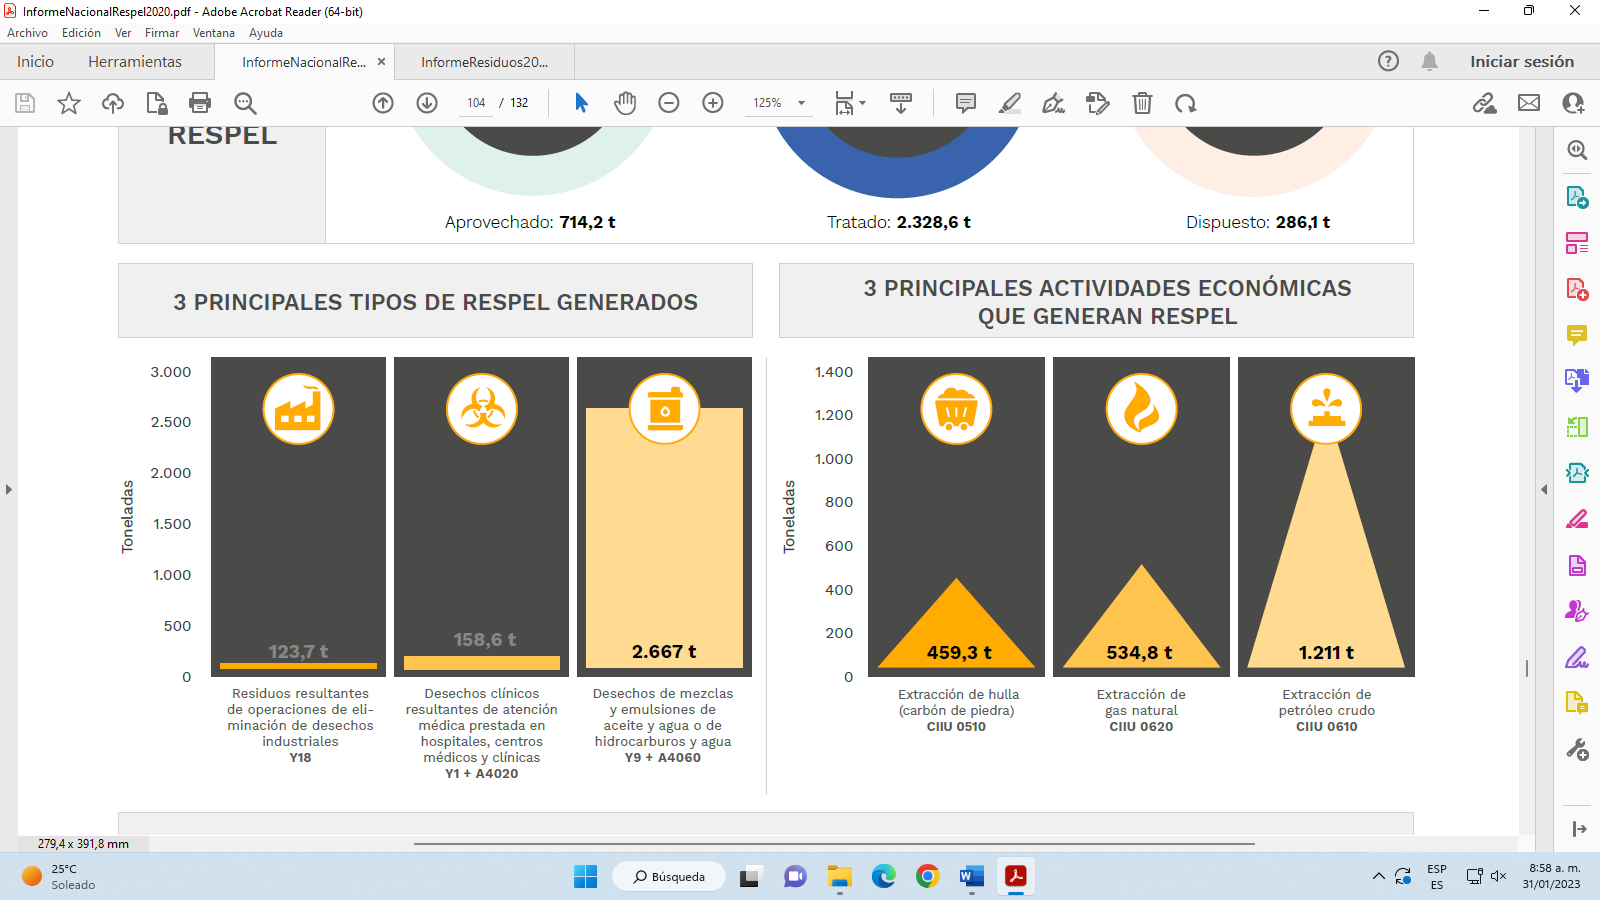 InformeNacionalRespel2020.pdf - Adobe Acrobat Reader (64-bit)
Archivo Edición Ver Firmar Ventana Ayuda
Inicio Herramientas InformeNacionalRe... × InformeResiduos20... Iniciar sesión
104 / 132 125%
RESPEL
Aprovechado: 714,2 t Tratado: 2.328,6 t Dispuesto: 286,1 t
3 PRINCIPALES TIPOS DE RESPEL GENERADOS
Toneladas
3.000
2.500
2.000
1.500
1.000
500
0
123,7 t
158,6 t
2.667 t
Residuos resultantes
de operaciones de eli-
minación de desechos
industriales
Y18
Desechos clínicos
resultantes de atención
médica prestada en
hospitales, centros
médicos y clínicas
Y1 + A4020
Desechos de mezclas
y emulsiones de
aceite y agua o de
hidrocarburos y agua
Y9 + A4060
3 PRINCIPALES ACTIVIDADES ECONÓMICAS
QUE GENERAN RESPEL
Toneladas
1.400
1.200
1.000
800
600
400
200
0
459,3 t
534,8 t
1.211 t
Extracción de hulla
(carbón de piedra)
CIIU 0510
Extracción de
gas natural
CIIU 0620
Extracción de
petróleo crudo
CIIU 0610
279,4 x 391,8 mm
25°C
Soleado
Búsqueda
ESP
ES
8:58 a. m.
31/01/2023